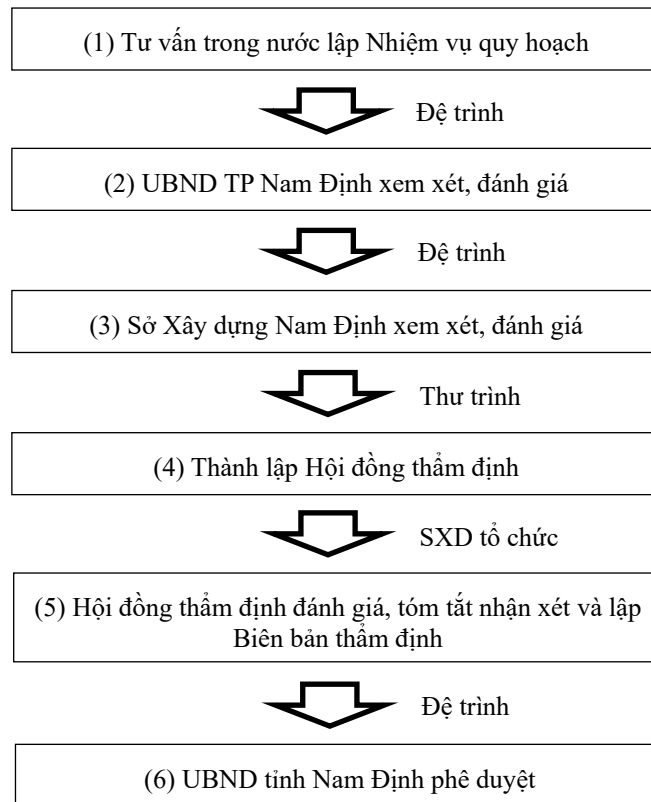 (1) Tư vấn trong nước lập Nhiệm vụ quy hoạch
Đệ trình
(2) UBND TP Nam Định xem xét, đánh giá
Đệ trình
(3) Sở Xây dựng Nam Định xem xét, đánh giá
Thư trình
(4) Thành lập Hội đồng thẩm định
SXD tổ chức
(5) Hội đồng thẩm định đánh giá, tóm tắt nhận xét và lập
Biên bản thẩm định
Đệ trình
(6) UBND tỉnh Nam Định phê duyệt